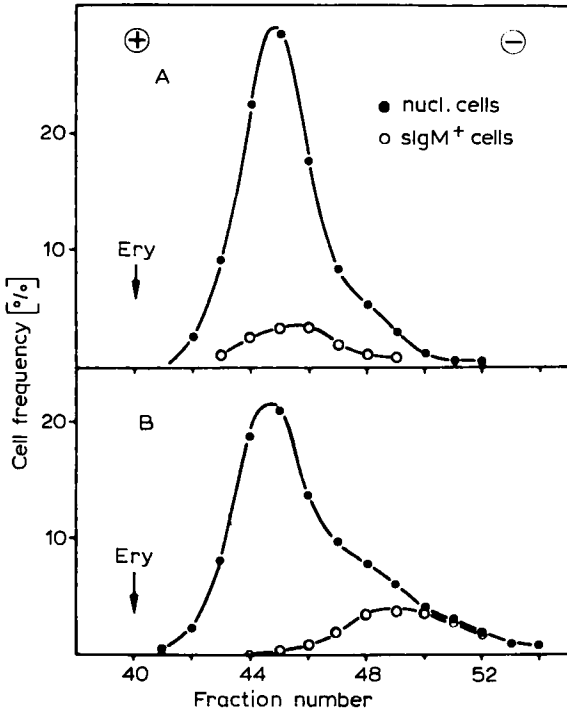 ⊕
⊖
A
● nucl. cells
○ sIgM⁺ cells
20
Ery
10
Cell frequency [%]
B
20
10
Ery
40 44 48 52
Fraction number